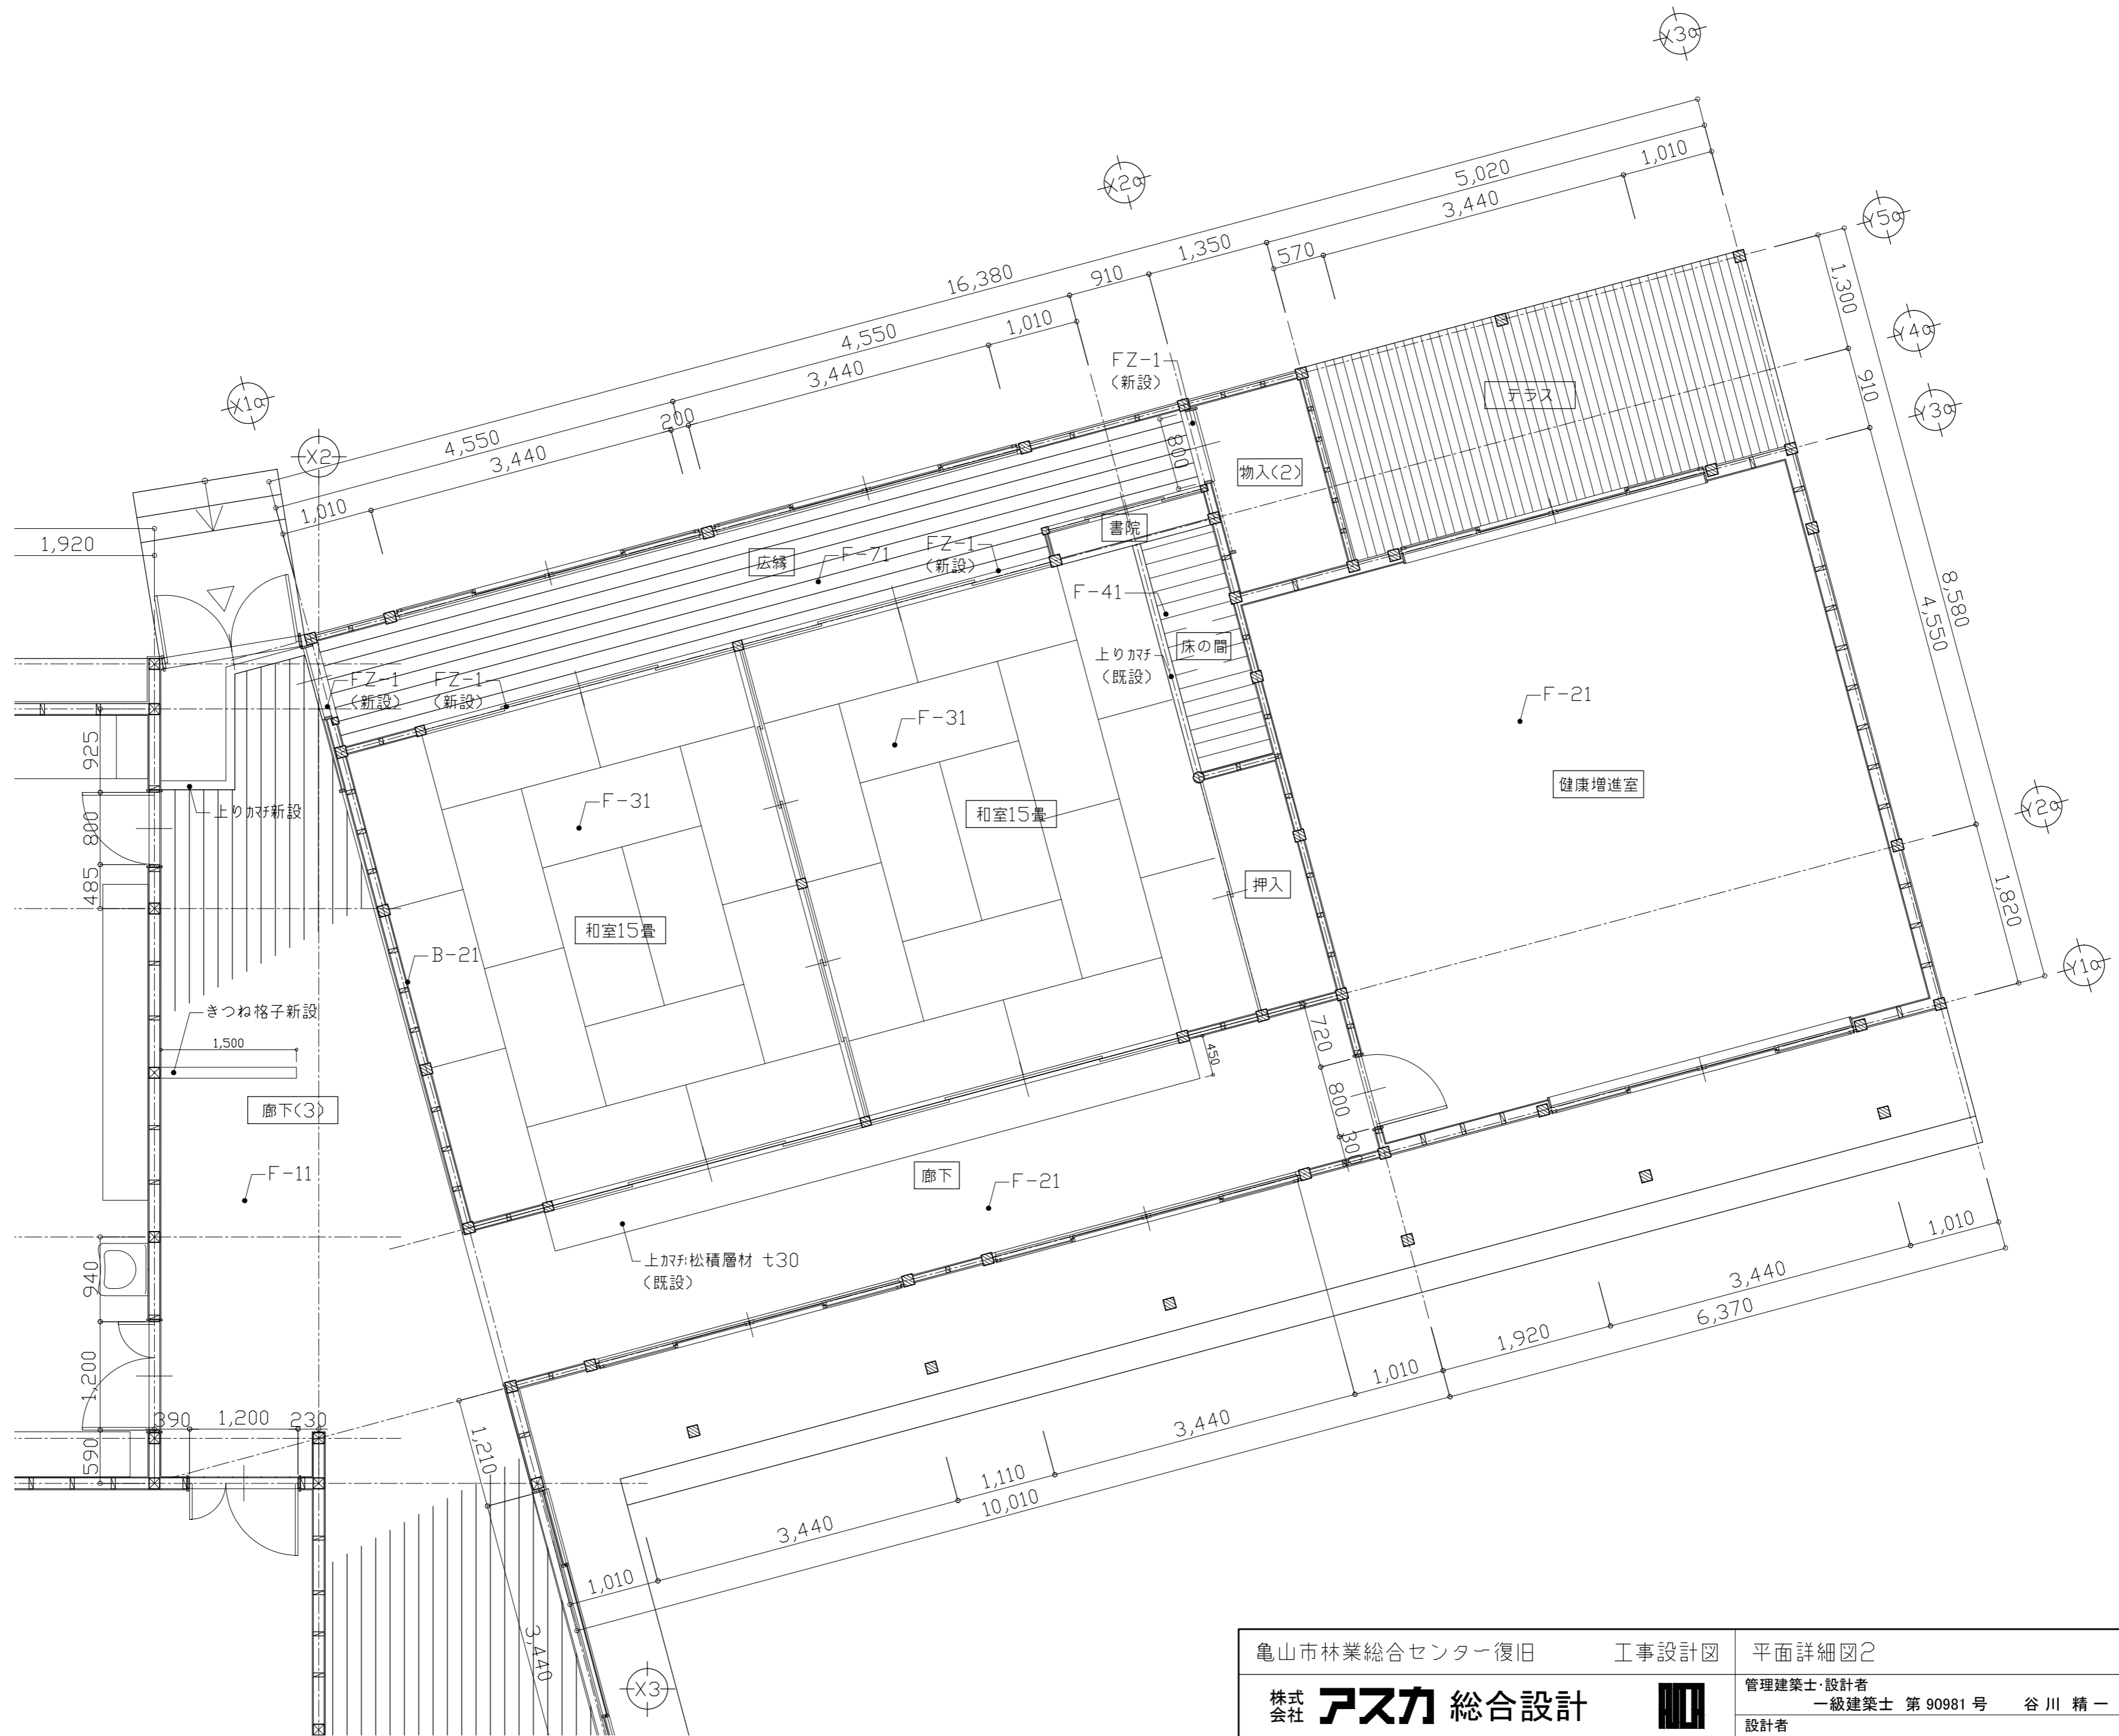 X3a
X2a
Y5a
X1a
X2
Y4a
Y3a
Y2a
Y1a
X3
16,380
5,020
1,010
3,440
570
1,350
910
4,550
1,010
3,440
200
4,550
3,440
1,010
1,300
910
8,580
4,550
1,820
1,920
FZ-1
(新設)
テラス
800
物入(2)
書院
FZ-1
(新設)
広縁
F-71
F-41
床の間
上りカマチ
(既設)
FZ-1
(新設)
FZ-1
(新設)
F-21
F-31
925
健康増進室
F-31
和室15畳
上りカマチ新設
800
485
押入
和室15畳
B-21
きつね格子新設
1,500
720
450
800
300
廊下(3)
F-11
廊下
F-21
上カマチ:松積層材 t30
(既設)
940
1,200
390
1,200
230
590
1,210
3,440
1,010
3,440
1,110
3,440
1,010
10,010
1,920
3,440
1,010
6,370
亀山市林業総合センター復旧 工事設計図
平面詳細図2
株式
会社
アスカ 総合設計
管理建築士・設計者
一級建築士 第 90981 号 谷 川 精 一
設計者